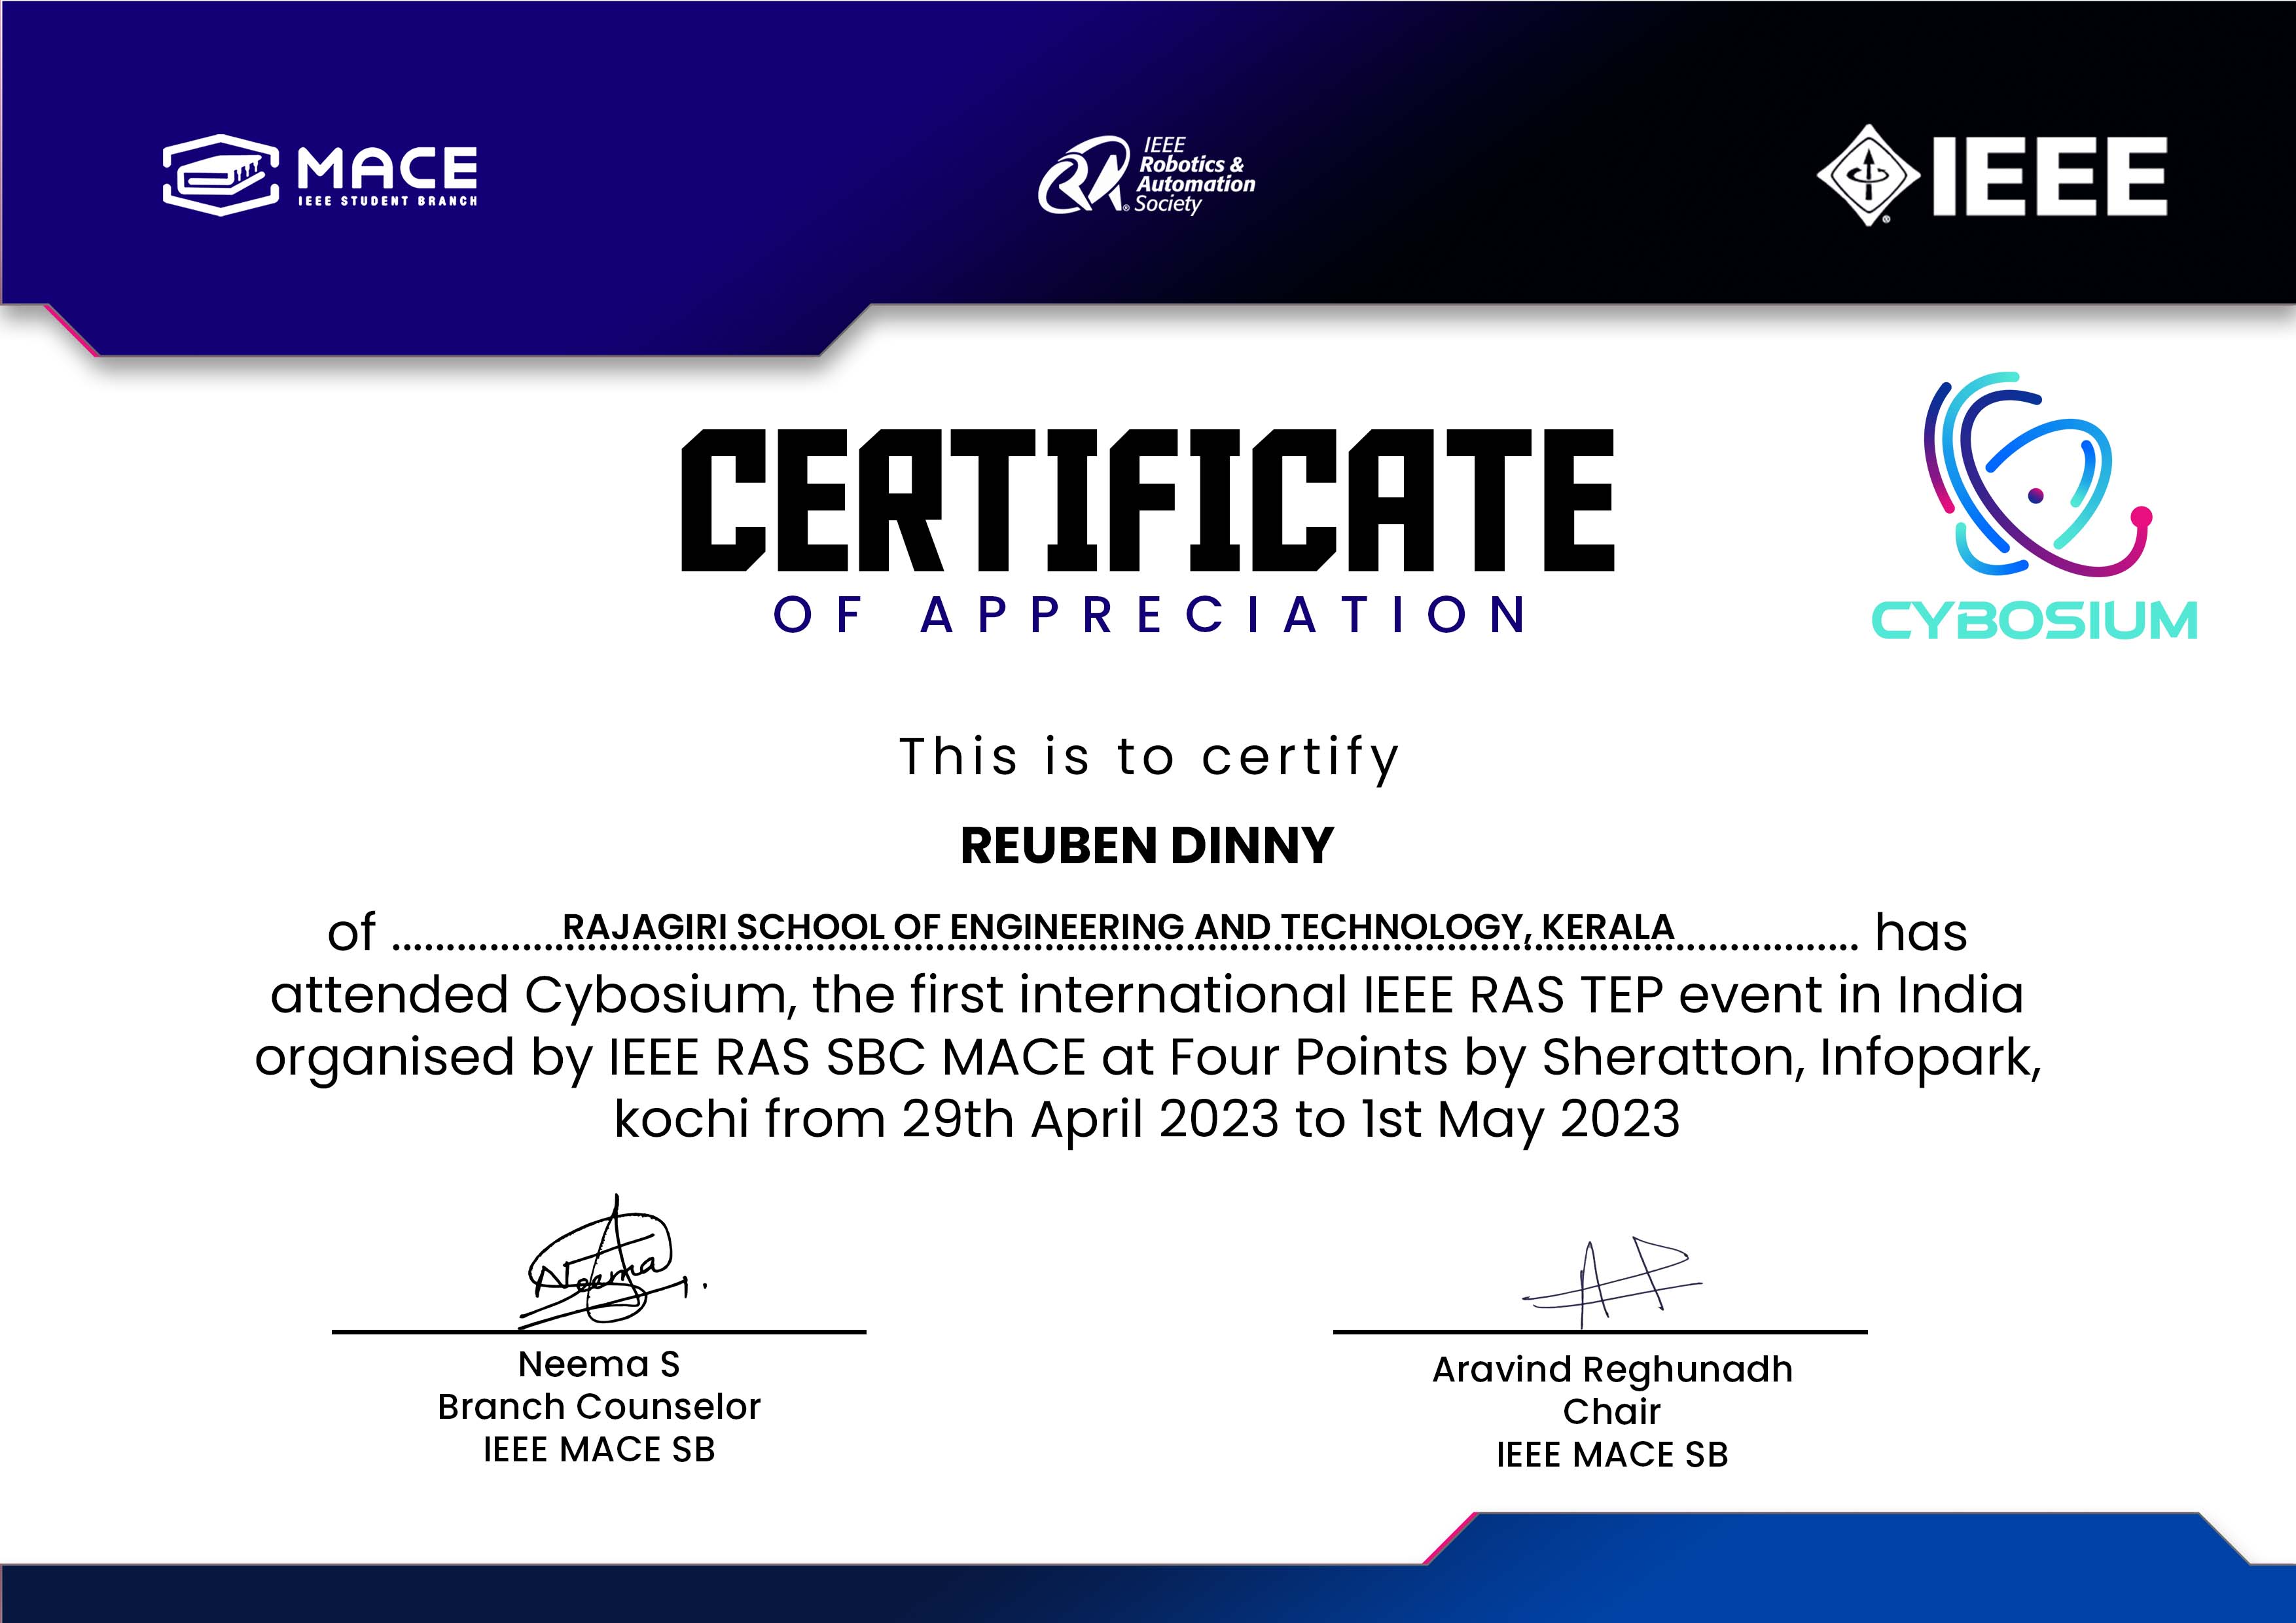 MACE
IEEE STUDENT BRANCH
IEEE
Robotics &
Automation
Society
IEEE
CERTIFICATE
OF APPRECIATION
CYBOSIUM
This is to certify
REUBEN DINNY
of RAJAGIRI SCHOOL OF ENGINEERING AND TECHNOLOGY, KERALA has
attended Cybosium, the first international IEEE RAS TEP event in India
organised by IEEE RAS SBC MACE at Four Points by Sheratton, Infopark,
kochi from 29th April 2023 to 1st May 2023
Neema
Neema S
Branch Counselor
IEEE MACE SB
Aravind Reghunadh
Chair
IEEE MACE SB